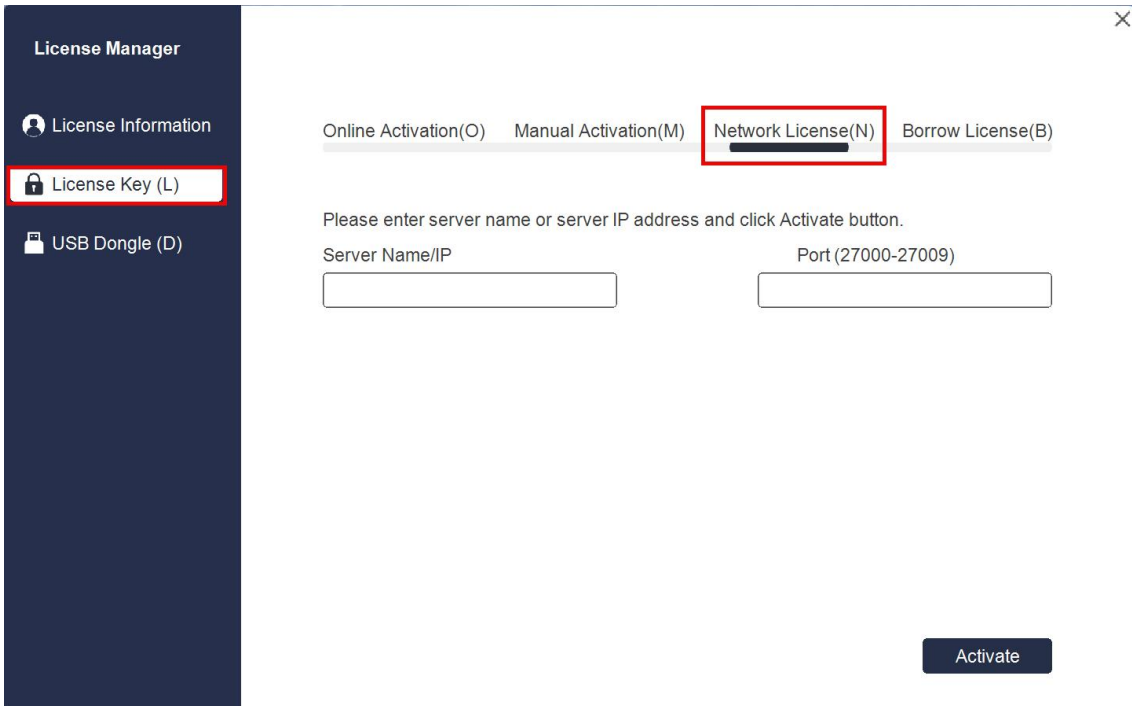 License Manager
License Information
License Key (L)
USB Dongle (D)
Online Activation(O) Manual Activation(M) Network License(N) Borrow License(B)
Please enter server name or server IP address and click Activate button.
Server Name/IP Port (27000-27009)
Activate